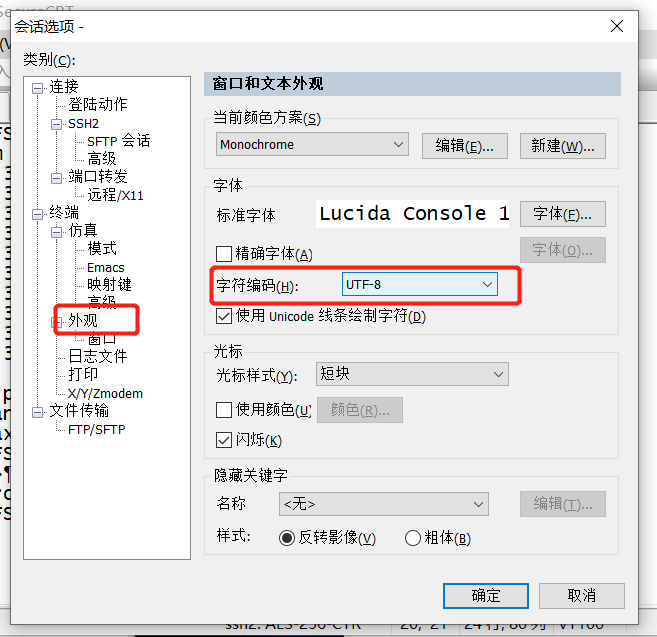 SecureCRT
会话选项 -
类别(C):
连接
登陆动作
SSH2
SFTP 会话
高级
端口转发
远程/X11
终端
仿真
模式
Emacs
映射键
高级
外观
窗口
日志文件
打印
X/Y/Zmodem
文件传输
FTP/SFTP
窗口和文本外观
当前颜色方案(S)
Monochrome 编辑(E)... 新建(W)...
字体
标准字体 Lucida Console 1 字体(F)...
精确字体(A) 字体(O)...
字符编码(H): UTF-8
使用 Unicode 线条绘制字符(D)
光标
光标样式(Y): 短块
使用颜色(U) 颜色(R)...
闪烁(K)
隐藏关键字
名称 <无> 编辑(T)...
样式: 反转影像(V) 粗体(B)
确定 取消
ssh2: AES-256-CTR 26, 21 24 行, 80 列 VT100